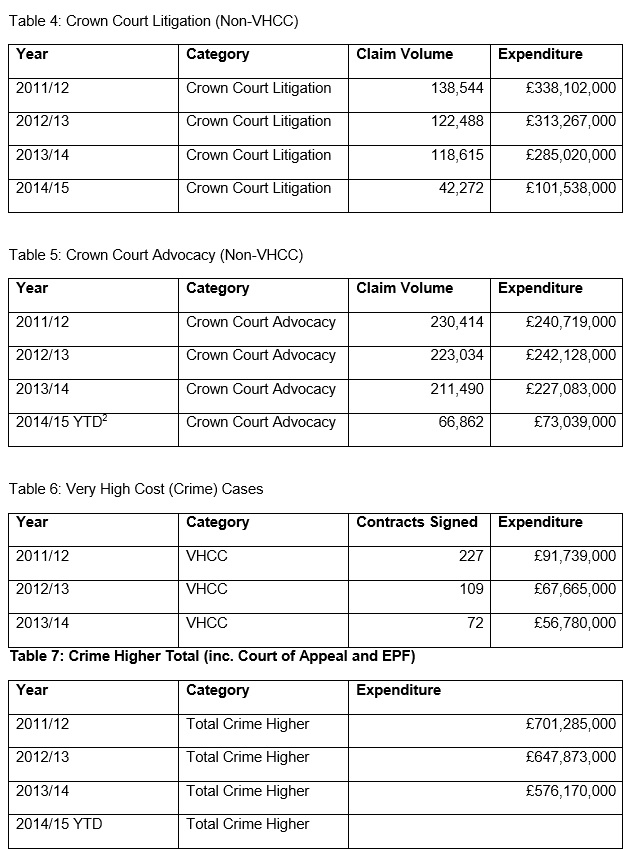 Table 4: Crown Court Litigation (Non-VHCC)
Year Category Claim Volume Expenditure
2011/12 Crown Court Litigation 138,544 £338,102,000
2012/13 Crown Court Litigation 122,488 £313,267,000
2013/14 Crown Court Litigation 118,615 £285,020,000
2014/15 Crown Court Litigation 42,272 £101,538,000
Table 5: Crown Court Advocacy (Non-VHCC)
Year Category Claim Volume Expenditure
2011/12 Crown Court Advocacy 230,414 £240,719,000
2012/13 Crown Court Advocacy 223,034 £242,128,000
2013/14 Crown Court Advocacy 211,490 £227,083,000
2014/15 YTD² Crown Court Advocacy 66,862 £73,039,000
Table 6: Very High Cost (Crime) Cases
Year Category Contracts Signed Expenditure
2011/12 VHCC 227 £91,739,000
2012/13 VHCC 109 £67,665,000
2013/14 VHCC 72 £56,780,000
Table 7: Crime Higher Total (inc. Court of Appeal and EPF)
Year Category Expenditure
2011/12 Total Crime Higher £701,285,000
2012/13 Total Crime Higher £647,873,000
2013/14 Total Crime Higher £576,170,000
2014/15 YTD Total Crime Higher